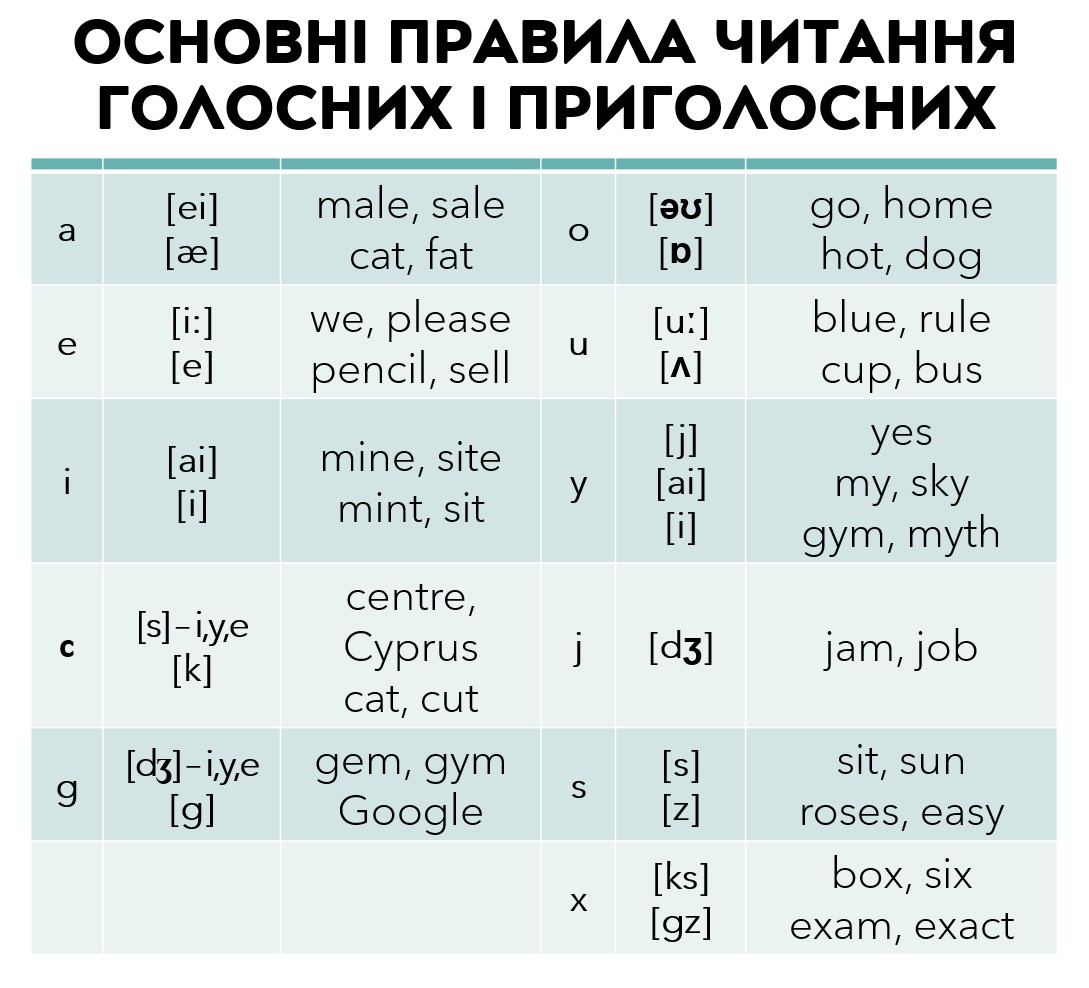 ОСНОВНІ ПРАВИЛА ЧИТАННЯ
ГОЛОСНИХ І ПРИГОЛОСНИХ
a
[ei]
[æ]
male, sale
cat, fat
o
[əʊ]
[ɒ]
go, home
hot, dog
e
[i:]
[e]
we, please
pencil, sell
u
[uː]
[ʌ]
blue, rule
cup, bus
i
[ai]
[i]
mine, site
mint, sit
y
[j]
[ai]
[i]
yes
my, sky
gym, myth
c
[s]–i,y,e
[k]
centre,
Cyprus
cat, cut
j
[dʒ]
jam, job
g
[dʒ]–i,y,e
[g]
gem, gym
Google
s
[s]
[z]
sit, sun
roses, easy
x
[ks]
[gz]
box, six
exam, exact